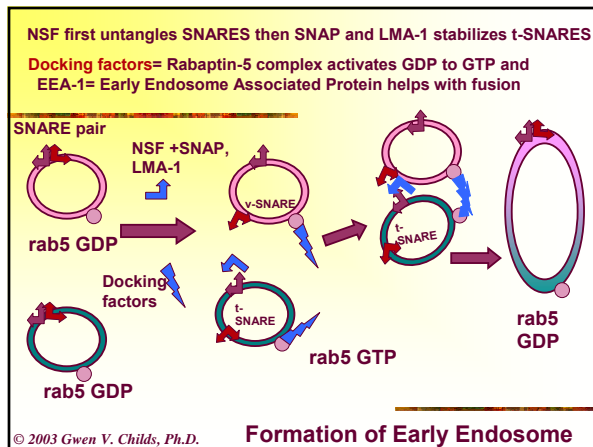 NSF first untangles SNARES then SNAP and LMA-1 stabilizes t-SNARES
Docking factors= Rabaptin-5 complex activates GDP to GTP and
EEA-1= Early Endosome Associated Protein helps with fusion
SNARE pair
NSF +SNAP,
LMA-1
v-SNARE
t-
SNARE
rab5 GDP
Docking
factors
t-
SNARE
rab5 GTP
rab5
GDP
rab5 GDP
© 2003 Gwen V. Childs, Ph.D.
Formation of Early Endosome